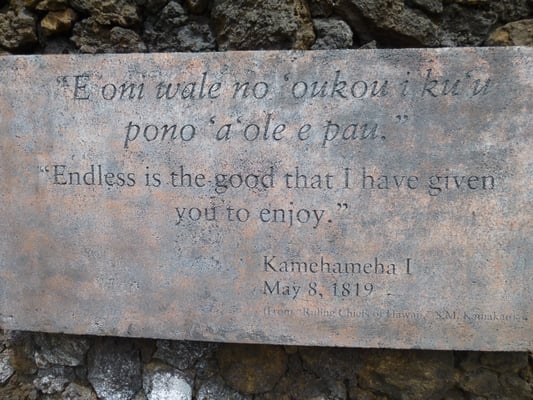 “E oni wale no ‘oukou i ku‘u
pono ‘a‘ole e pau.”
“Endless is the good that I have given
you to enjoy.”
Kamehameha I
May 8, 1819
(From “Ruling Chiefs of Hawaii,” S.M. Kamakau)